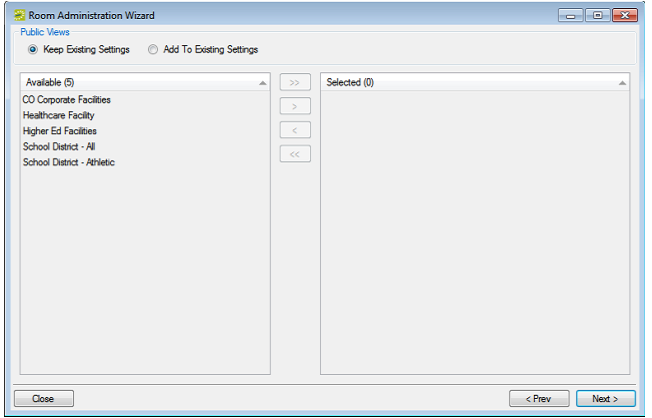 Room Administration Wizard
Public Views
Keep Existing Settings Add To Existing Settings
Available (5) >> Selected (0)
CO Corporate Facilities
>
Healthcare Facility
Higher Ed Facilities
<
School District - All
<<
School District - Athletic
Close < Prev Next >